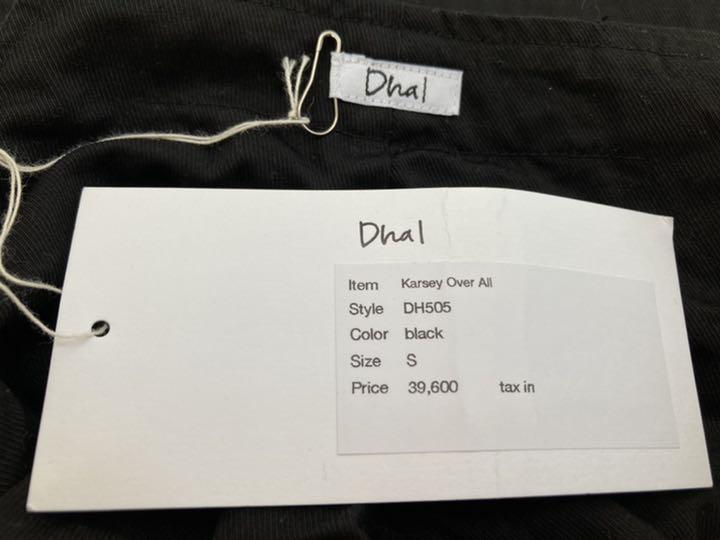 Dhal
Dhal
Item Karsey Over All
Style DH505
Color black
Size S
Price 39,600 tax in